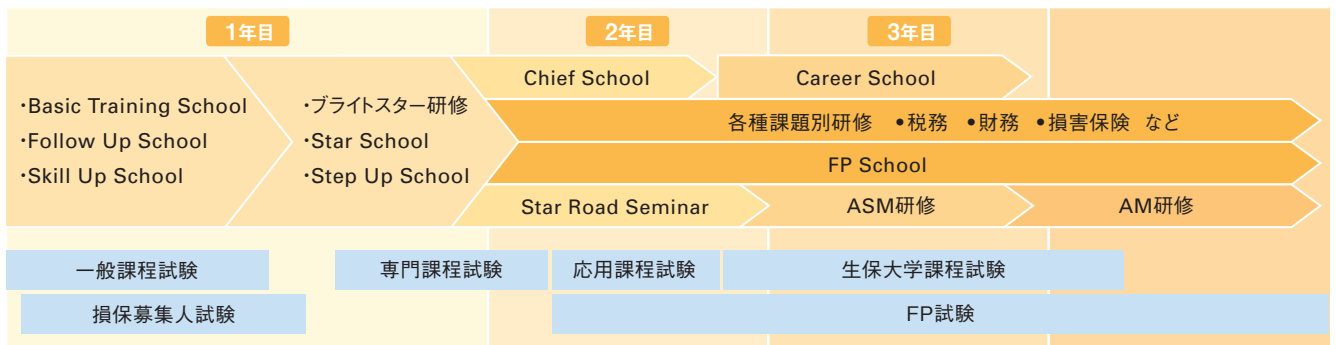 1年目
2年目
3年目
・Basic Training School
・Follow Up School
・Skill Up School
・ブライトスター研修
・Star School
・Step Up School
Chief School
Career School
各種課題別研修 ●税務 ●財務 ●損害保険 など
FP School
Star Road Seminar
ASM研修
AM研修
一般課程試験
専門課程試験
応用課程試験
生保大学課程試験
損保募集人試験
FP試験